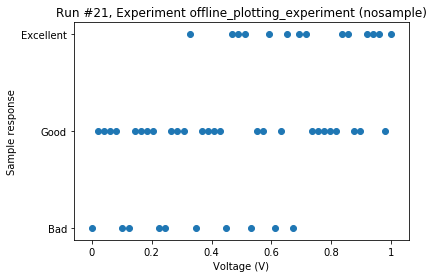 Run #21, Experiment offline_plotting_experiment (nosample)
Excellent
Good
Bad
Sample response
0
0.2
0.4
0.6
0.8
1
Voltage (V)